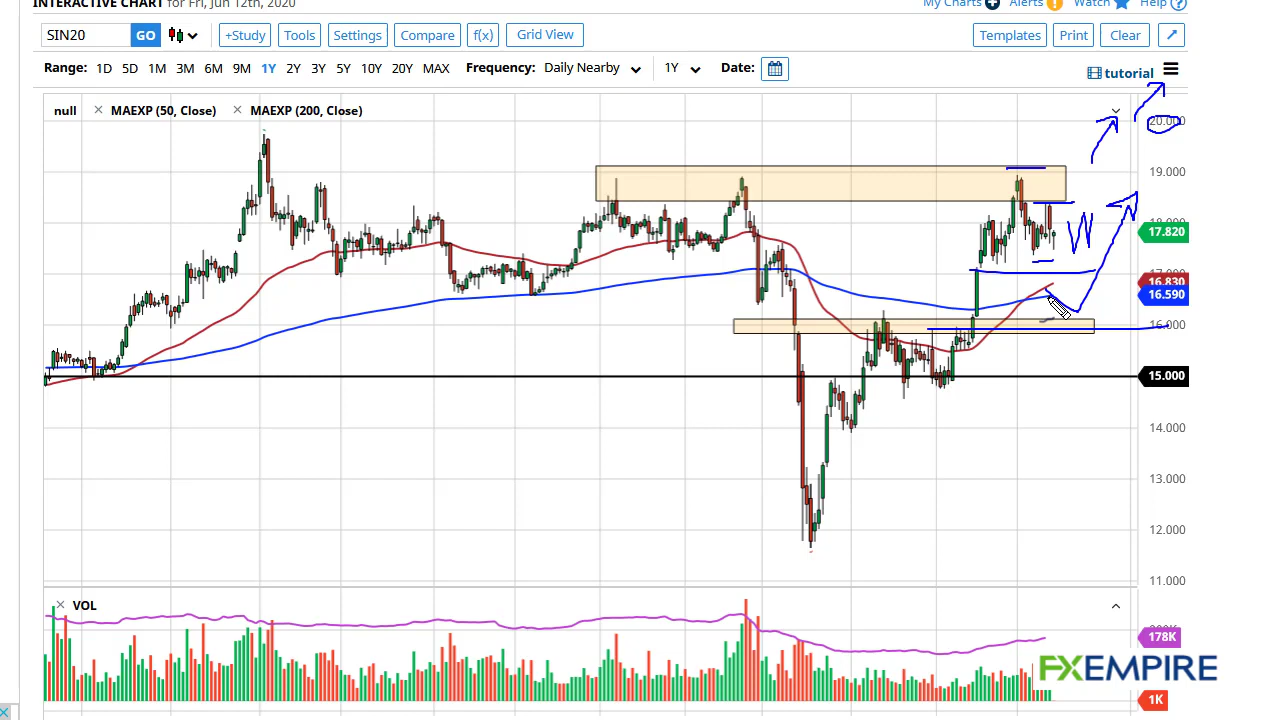 INTERACTIVE CHART for Fri, Jun 12th, 2020 My Charts Alerts Watch Help
SIN20 GO +Study Tools Settings Compare f(x) Grid View Templates Print Clear
Range: 1D 5D 1M 3M 6M 9M 1Y 2Y 3Y 5Y 10Y 20Y MAX Frequency: Daily Nearby 1Y Date:
tutorial
null × MAEXP (50, Close) × MAEXP (200, Close)
20.000
19.000
18.000
17.820
17.000
16.830
16.590
16.000
15.000
14.000
13.000
12.000
11.000
× VOL
178K
FXEMPIRE
1K